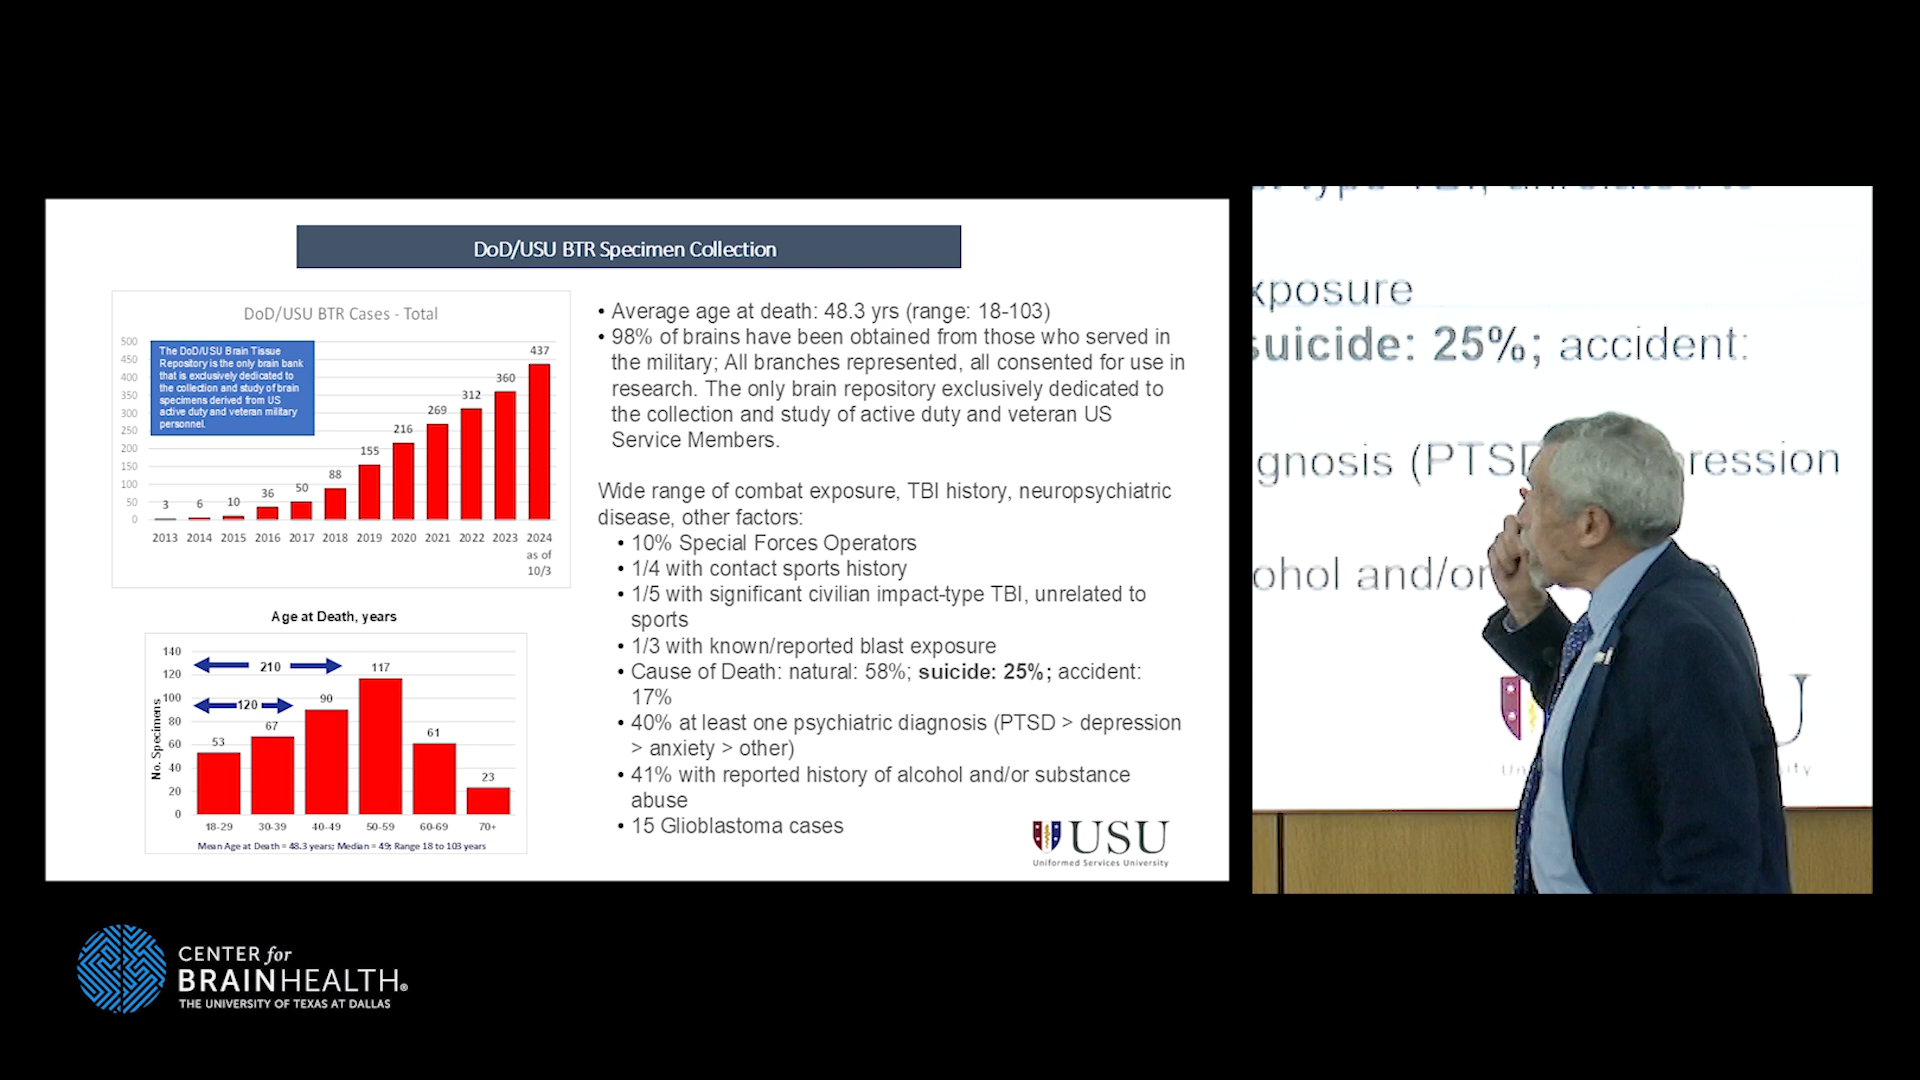 DoD/USU BTR Specimen Collection
DoD/USU BTR Cases - Total
500
450
400
350
300
250
200
150
100
50
0
The DoD/USU Brain Tissue
Repository is the only brain bank
that is exclusively dedicated to
the collection and study of brain
specimens derived from US
active duty and veteran military
personnel.
3
6
10
36
50
88
155
216
269
312
360
437
2013 2014 2015 2016 2017 2018 2019 2020 2021 2022 2023 2024
as of
10/3
Age at Death, years
No. Specimens
140
120
100
80
60
40
20
0
210
120
53
67
90
117
61
23
18-29 30-39 40-49 50-59 60-69 70+
Mean Age at Death = 48.3 years; Median = 49; Range 18 to 103 years
• Average age at death: 48.3 yrs (range: 18-103)
• 98% of brains have been obtained from those who served in
the military; All branches represented, all consented for use in
research. The only brain repository exclusively dedicated to
the collection and study of active duty and veteran US
Service Members.
Wide range of combat exposure, TBI history, neuropsychiatric
disease, other factors:
• 10% Special Forces Operators
• 1/4 with contact sports history
• 1/5 with significant civilian impact-type TBI, unrelated to
sports
• 1/3 with known/reported blast exposure
• Cause of Death: natural: 58%; suicide: 25%; accident:
17%
• 40% at least one psychiatric diagnosis (PTSD > depression
> anxiety > other)
• 41% with reported history of alcohol and/or substance
abuse
• 15 Glioblastoma cases
USU
Uniformed Services University
xposure
suicide: 25%; accident:
gnosis (PTSD ression
ohol and/or
U
CENTER for
BRAINHEALTH®
THE UNIVERSITY OF TEXAS AT DALLAS